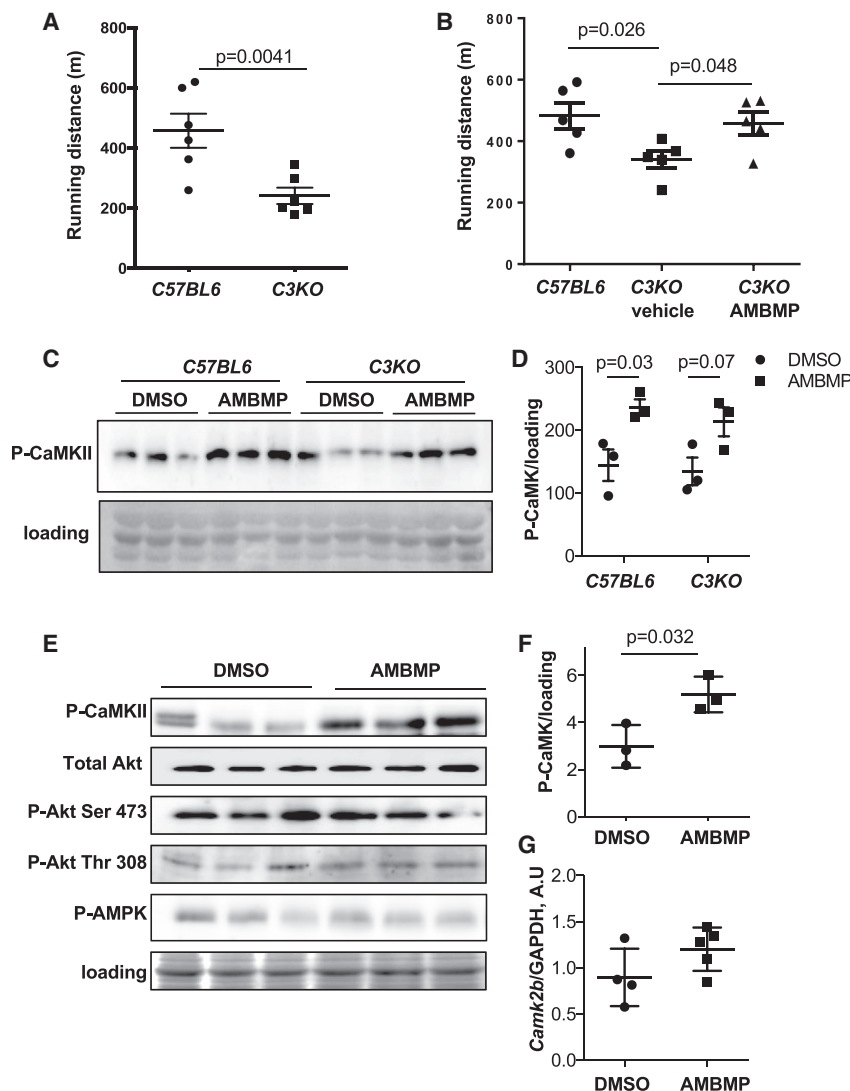 A
Running distance (m)
800
600
400
200
0
p=0.0041
C57BL6
C3KO
B
Running distance (m)
800
600
400
200
0
p=0.026
p=0.048
C57BL6
C3KO
vehicle
C3KO
AMBMP
C
C57BL6
C3KO
DMSO
AMBMP
DMSO
AMBMP
P-CaMKII
loading
D
P-CaMK/loading
300
200
100
0
p=0.03
p=0.07
DMSO
AMBMP
C57BL6
C3KO
E
DMSO
AMBMP
P-CaMKII
Total Akt
P-Akt Ser 473
P-Akt Thr 308
P-AMPK
loading
F
P-CaMK/loading
6
4
2
0
p=0.032
DMSO
AMBMP
G
Camk2b/GAPDH, A.U
2.0
1.5
1.0
0.5
0.0
DMSO
AMBMP